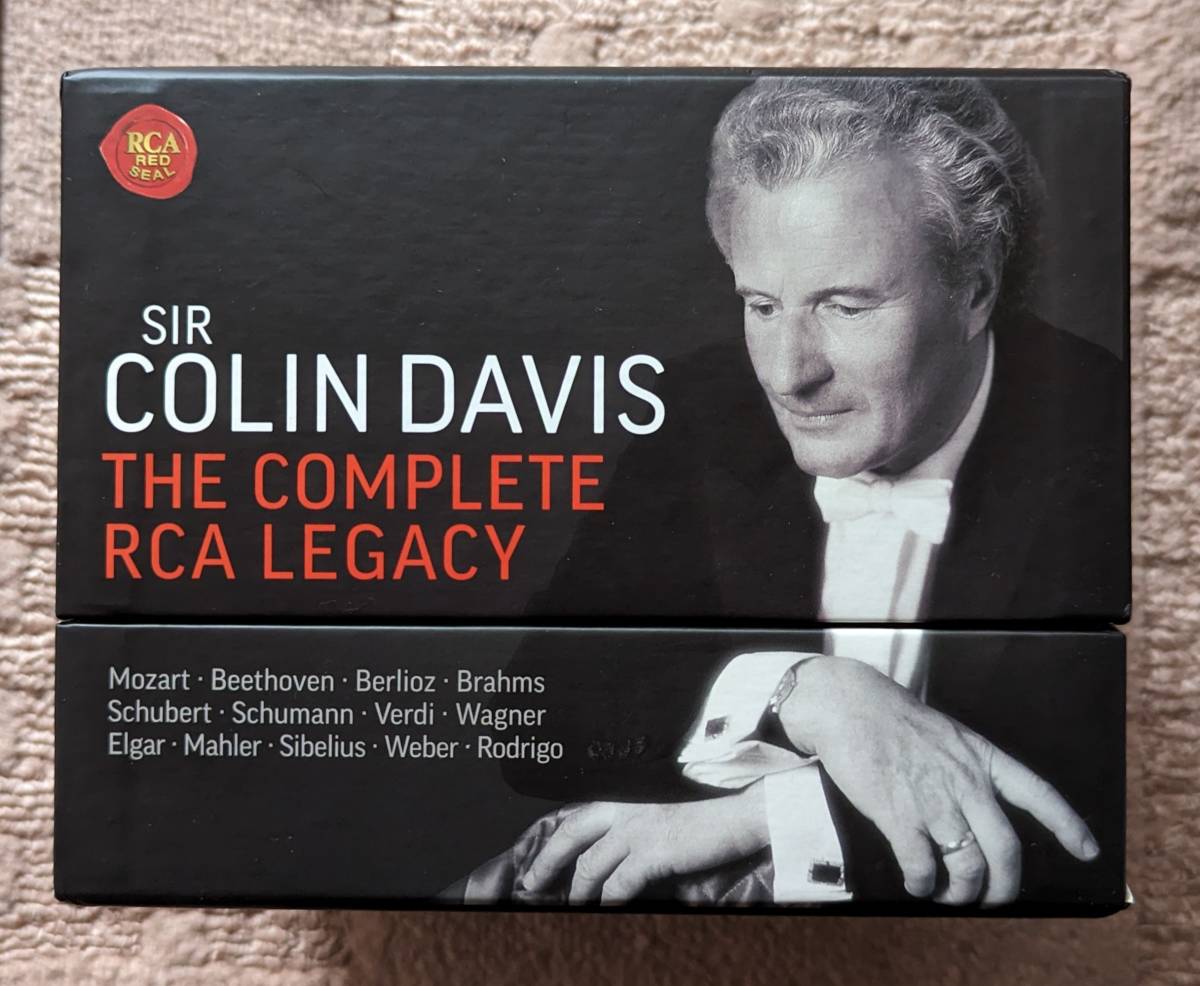 RCA
RED
SEAL
SIR
COLIN DAVIS
THE COMPLETE
RCA LEGACY
Mozart · Beethoven · Berlioz · Brahms
Schubert · Schumann · Verdi · Wagner
Elgar · Mahler · Sibelius · Weber · Rodrigo